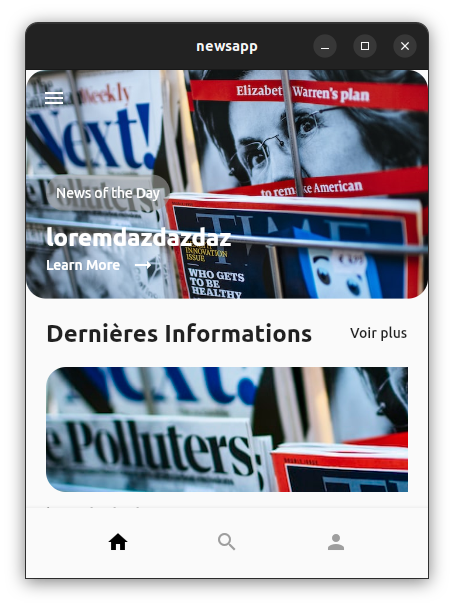 newsapp
Weekly
Next!
Elizabeth Warren's plan
to remake American
News of the Day
TIME
loremdazdazdaz
INNOVATION
ISSUE
Learn More
WHO GETS
TO BE
HEALTHY
Dernières Informations
Voir plus
Next!
e Polluters;